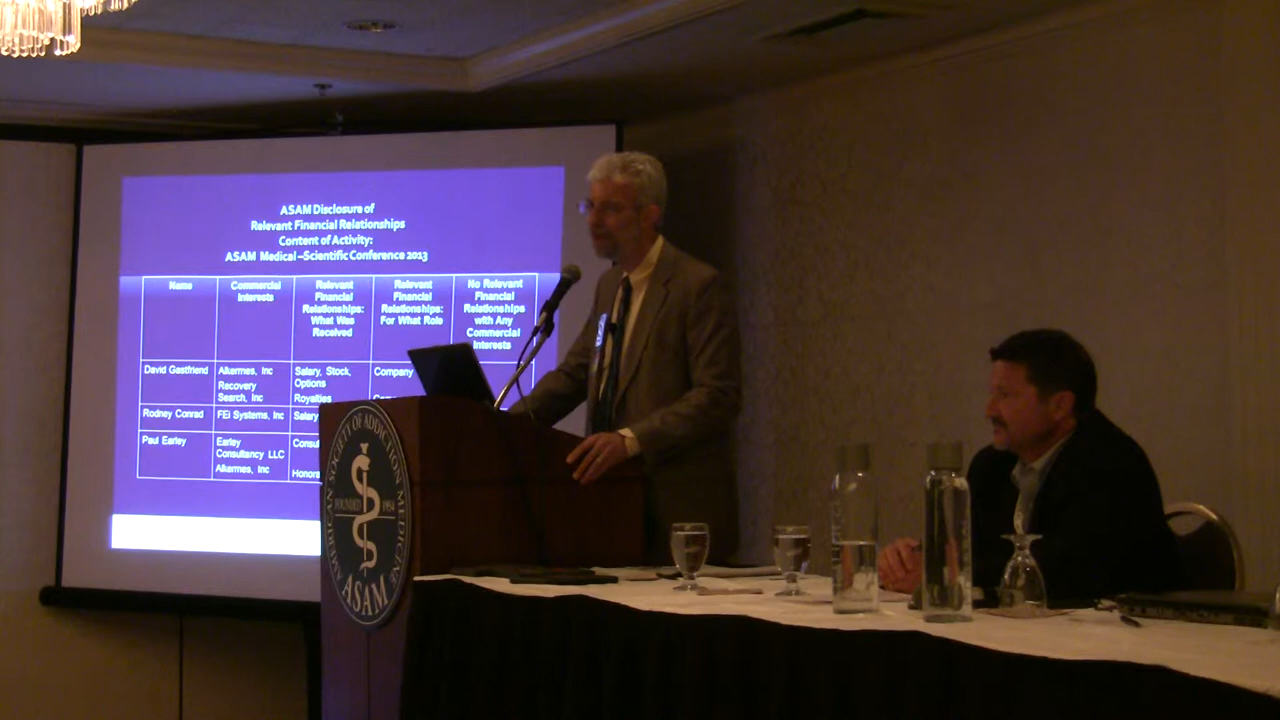 ASAM Disclosure of
Relevant Financial Relationships
Content of Activity:
ASAM Medical –Scientific Conference 2013
Name
Commercial
Interests
Relevant
Financial
Relationships:
What Was
Received
Relevant
Financial
Relationships:
For What Role
No Relevant
Financial
Relationships
with Any
Commercial
Interests
David Gastfriend
Alkermes, Inc
Recovery
Search, Inc
Salary, Stock,
Options
Royalties
Company
Rodney Conrad
FEi Systems, Inc
Salary
Paul Earley
Earley
Consultancy LLC
Alkermes, Inc
AMERICAN SOCIETY OF ADDICTION MEDICINE
FOUNDED 1954
ASAM